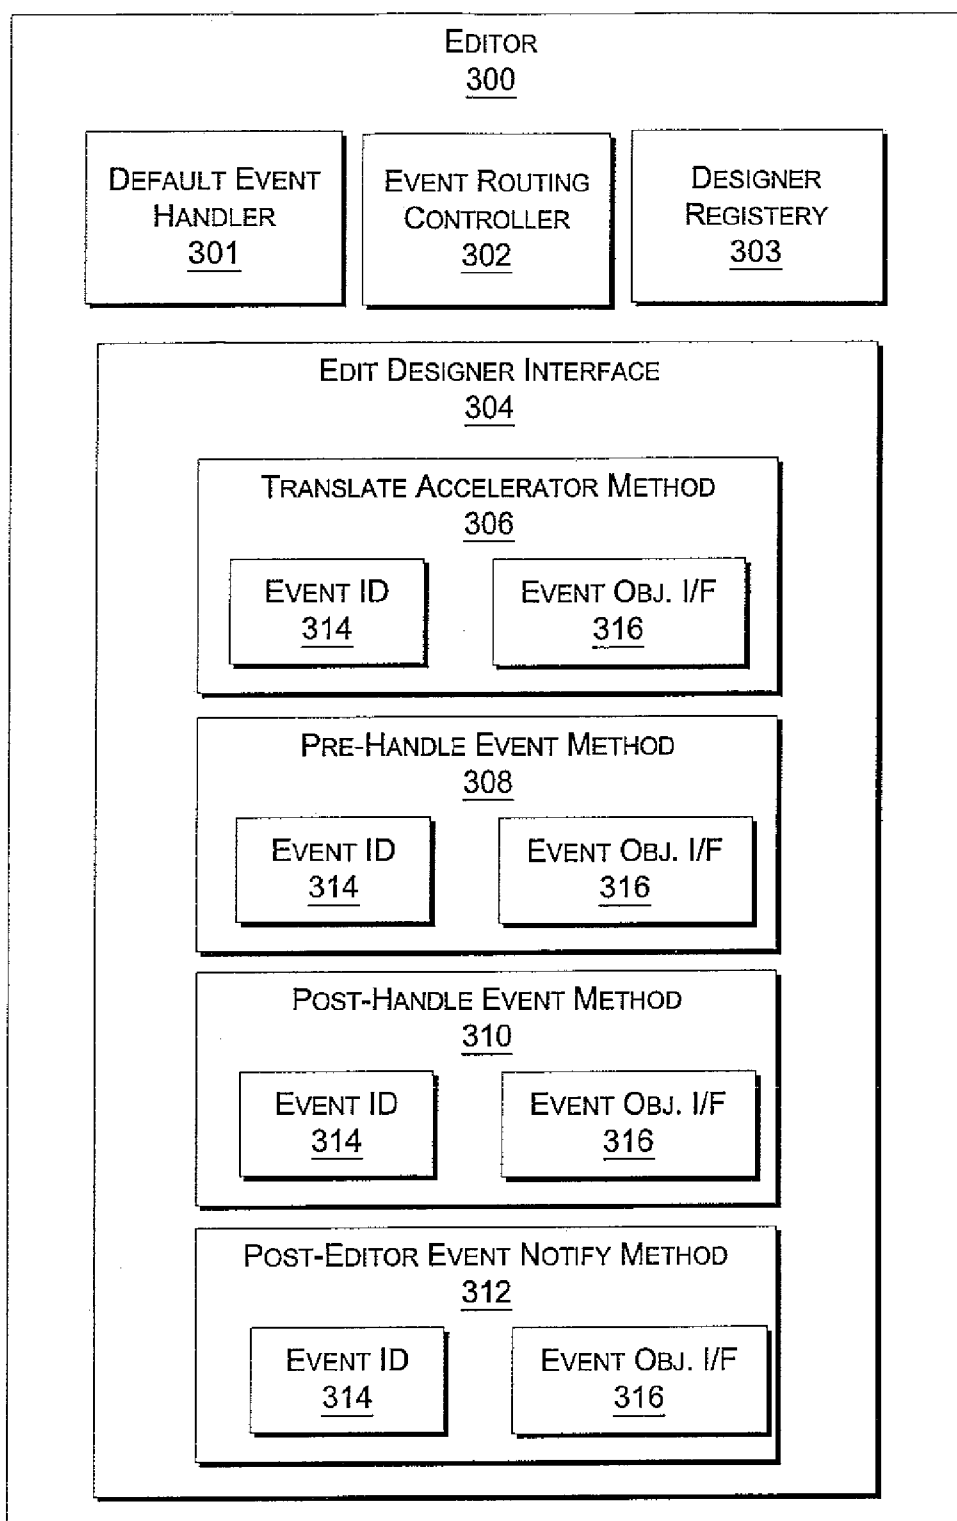 EDITOR
300
DEFAULT EVENT
HANDLER
301
EVENT ROUTING
CONTROLLER
302
DESIGNER
REGISTERY
303
EDIT DESIGNER INTERFACE
304
TRANSLATE ACCELERATOR METHOD
306
EVENT ID
314
EVENT OBJ. I/F
316
PRE-HANDLE EVENT METHOD
308
EVENT ID
314
EVENT OBJ. I/F
316
POST-HANDLE EVENT METHOD
310
EVENT ID
314
EVENT OBJ. I/F
316
POST-EDITOR EVENT NOTIFY METHOD
312
EVENT ID
314
EVENT OBJ. I/F
316